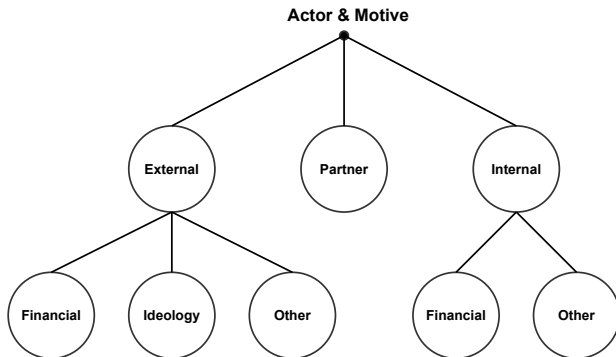 Actor & Motive
External
Partner
Internal
Financial
Ideology
Other
Financial
Other